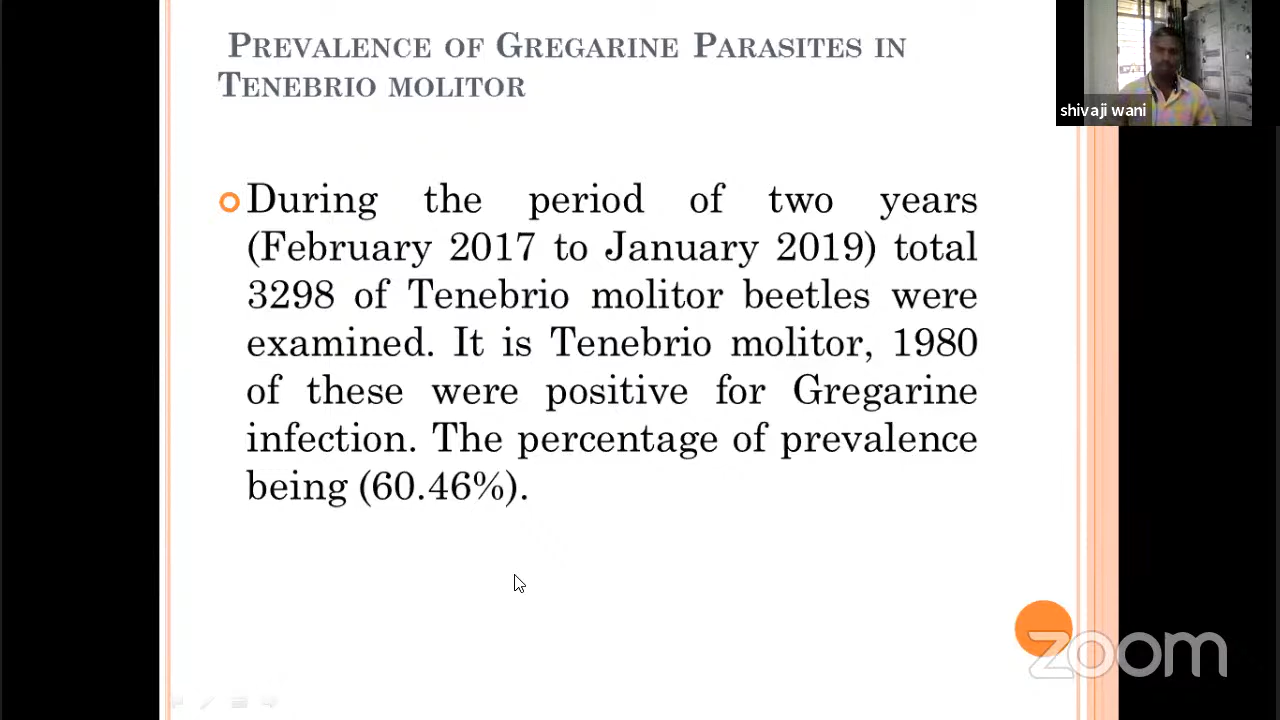 PREVALENCE OF GREGARINE PARASITES IN
TENEBRIO MOLITOR
shivaji wani
During the period of two years
(February 2017 to January 2019) total
3298 of Tenebrio molitor beetles were
examined. It is Tenebrio molitor, 1980
of these were positive for Gregarine
infection. The percentage of prevalence
being (60.46%).
zoom